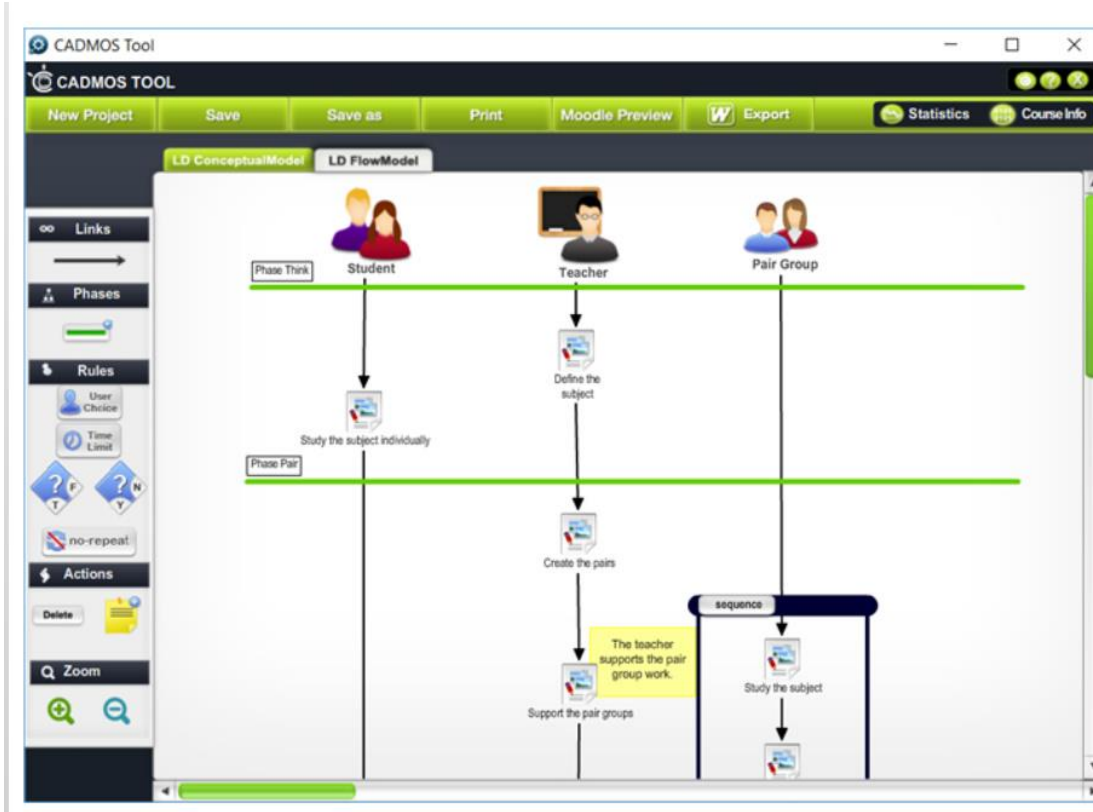 CADMOS Tool
CADMOS TOOL
New Project Save Save as Print Moodle Preview W Export Statistics Course Info
LD ConceptualModel LD FlowModel
Links
Phases
Rules
User
Choice
Time
Limit
? F T
? N Y
no-repeat
Actions
Delete
Zoom
Student
Teacher
Pair Group
Phase Think
Define the
subject
Study the subject individually
Phase Pair
Create the pairs
sequence
The teacher
supports the pair
group work.
Study the subject
Support the pair groups